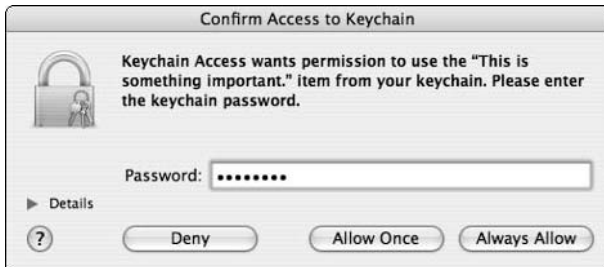 Confirm Access to Keychain
Keychain Access wants permission to use the “This is
something important.” item from your keychain. Please enter
the keychain password.
Password: ••••••••
Details
? Deny Allow Once Always Allow